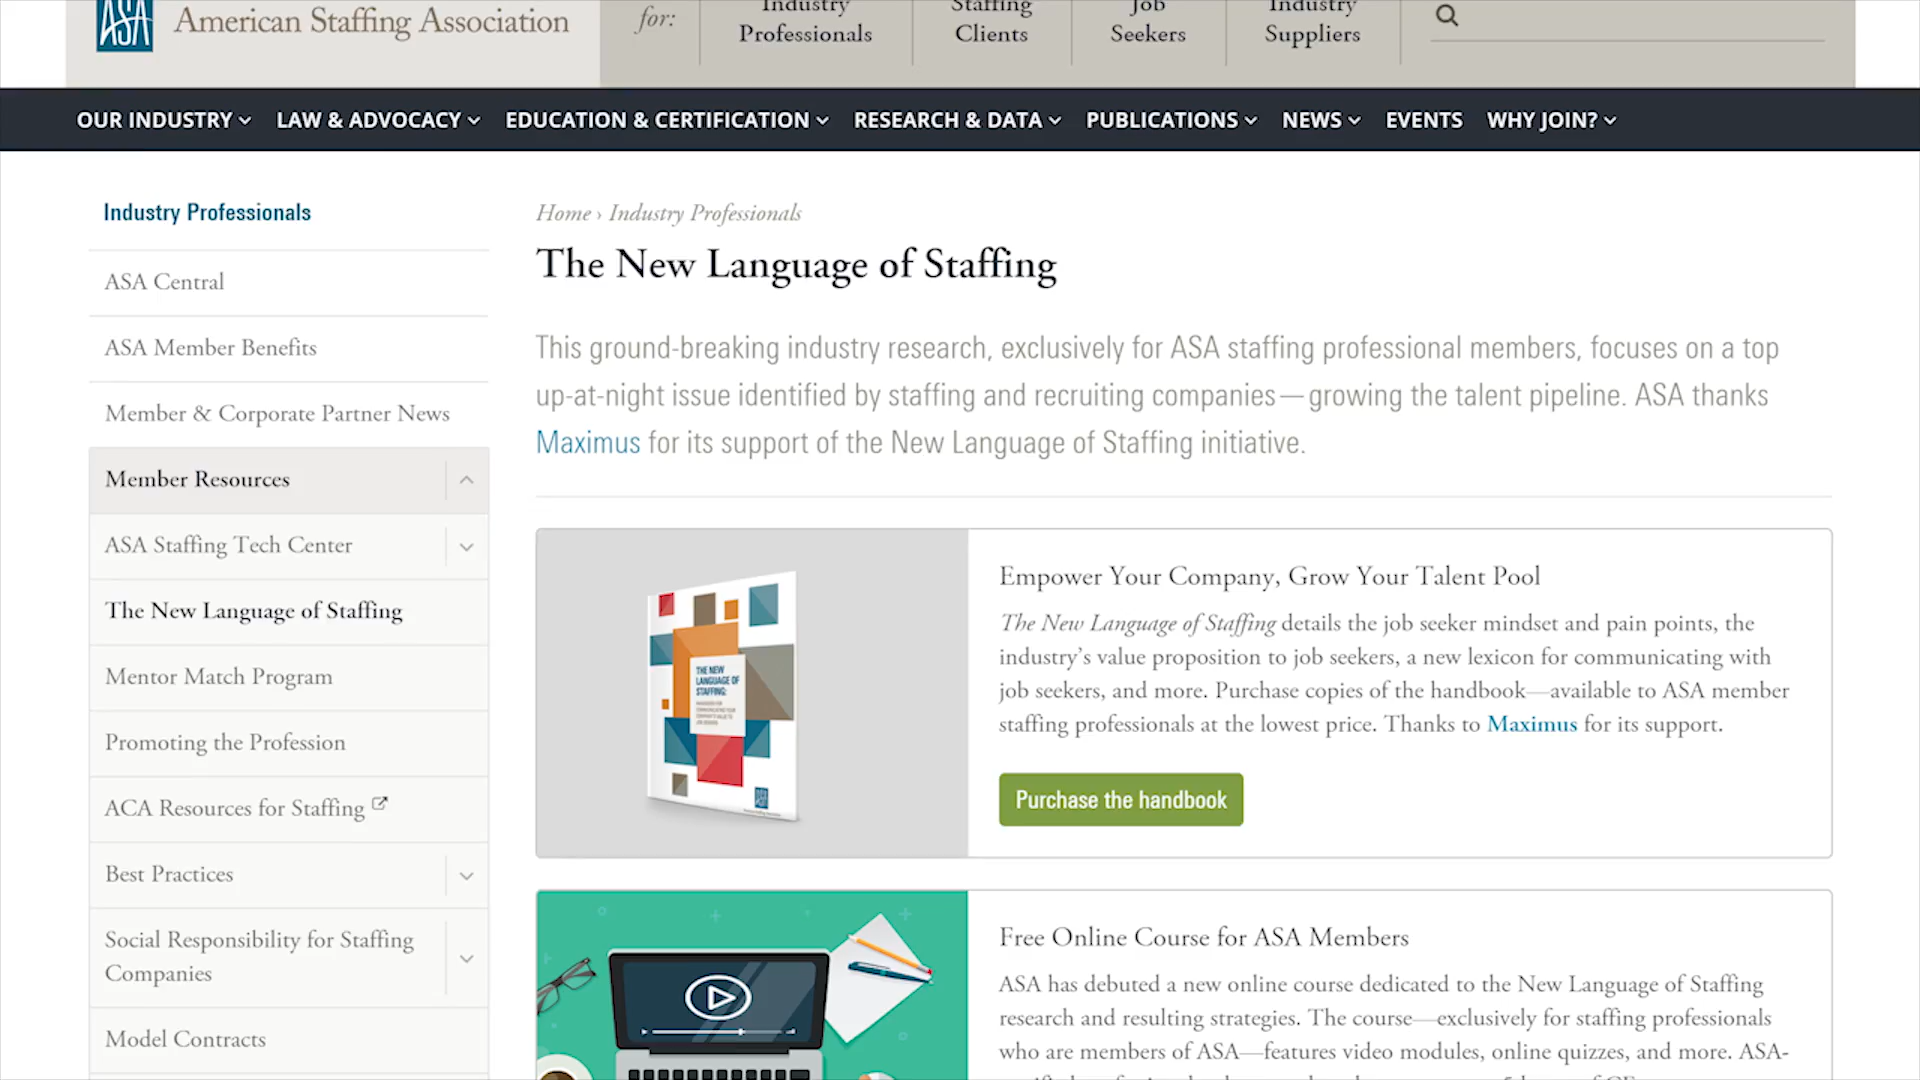 ASA
American Staffing Association
for:
Industry
Professionals
Staffing
Clients
Job
Seekers
Industry
Suppliers
OUR INDUSTRY
LAW & ADVOCACY
EDUCATION & CERTIFICATION
RESEARCH & DATA
PUBLICATIONS
NEWS
EVENTS
WHY JOIN?
Industry Professionals
ASA Central
ASA Member Benefits
Member & Corporate Partner News
Member Resources
ASA Staffing Tech Center
The New Language of Staffing
Mentor Match Program
Promoting the Profession
ACA Resources for Staffing
Best Practices
Social Responsibility for Staffing
Companies
Model Contracts
Home › Industry Professionals
The New Language of Staffing
This ground-breaking industry research, exclusively for ASA staffing professional members, focuses on a top
up-at-night issue identified by staffing and recruiting companies—growing the talent pipeline. ASA thanks
Maximus for its support of the New Language of Staffing initiative.
THE NEW
LANGUAGE OF
STAFFING:
Empower Your Company, Grow Your Talent Pool
The New Language of Staffing details the job seeker mindset and pain points, the
industry’s value proposition to job seekers, a new lexicon for communicating with
job seekers, and more. Purchase copies of the handbook—available to ASA member
staffing professionals at the lowest price. Thanks to Maximus for its support.
Purchase the handbook
Free Online Course for ASA Members
ASA has debuted a new online course dedicated to the New Language of Staffing
research and resulting strategies. The course—exclusively for staffing professionals
who are members of ASA—features video modules, online quizzes, and more. ASA-